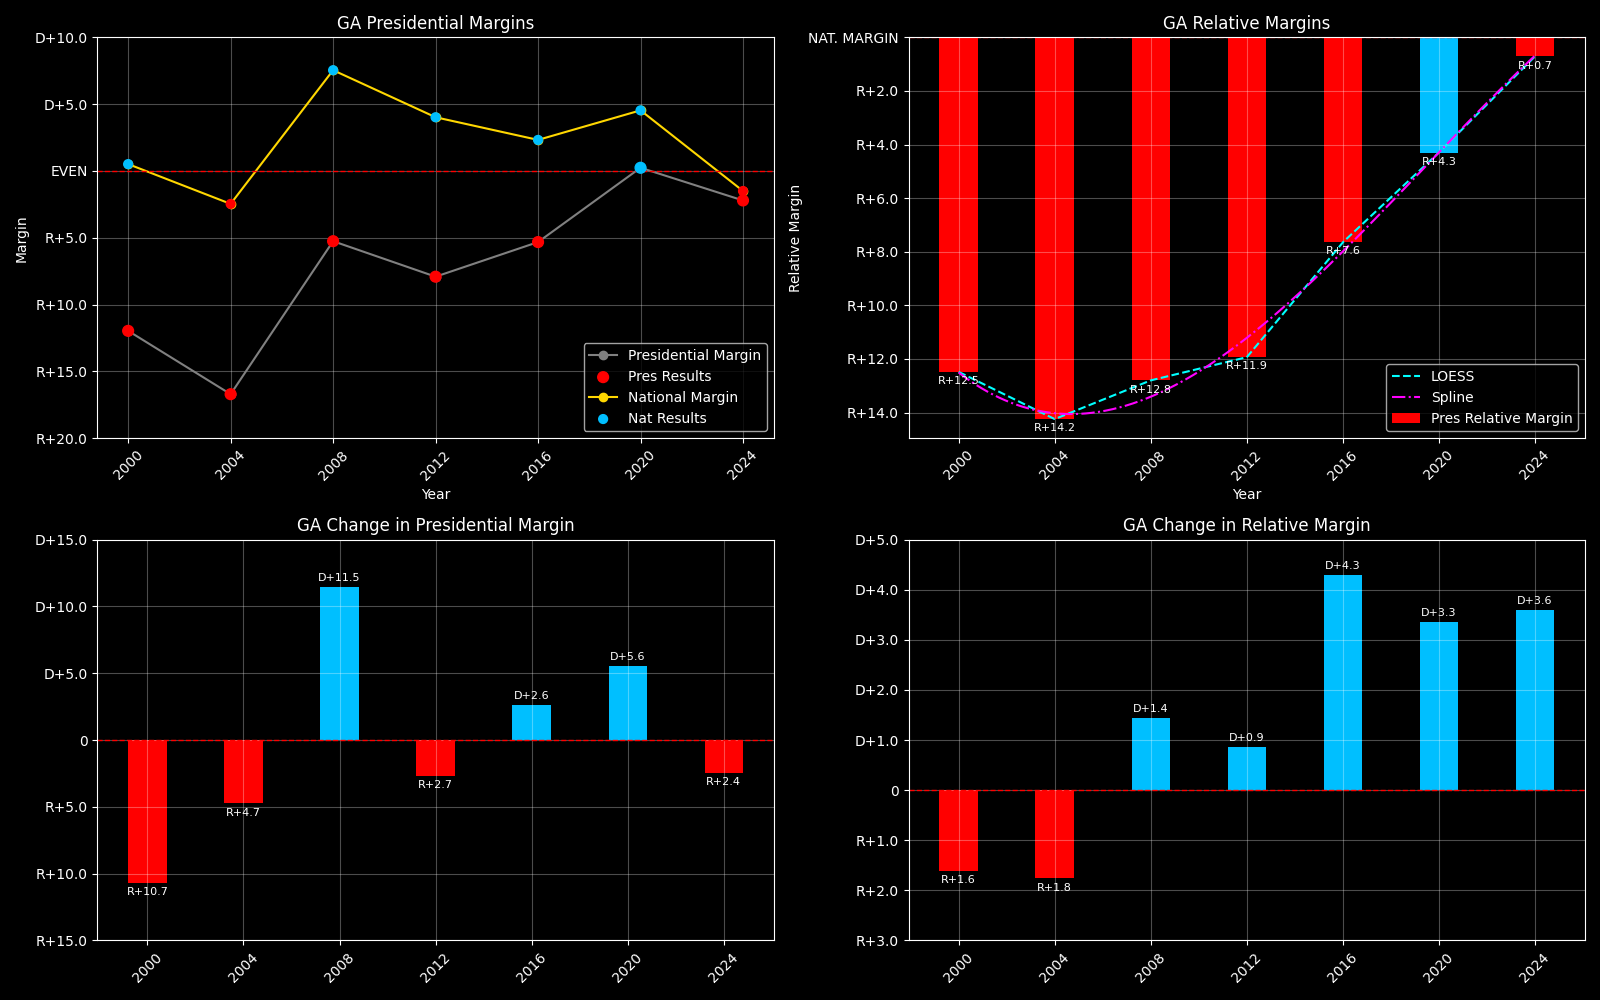 GA Presidential Margins
D+10.0
D+5.0
EVEN
R+5.0
R+10.0
R+15.0
R+20.0
Margin
2000
2004
2008
2012
2016
2020
2024
Year
Presidential Margin
Pres Results
National Margin
Nat Results
GA Relative Margins
NAT. MARGIN
R+2.0
R+4.0
R+6.0
R+8.0
R+10.0
R+12.0
R+14.0
Relative Margin
R+12.5
R+14.2
R+12.8
R+11.9
R+7.6
R+4.3
R+0.7
2000
2004
2008
2012
2016
2020
2024
Year
LOESS
Spline
Pres Relative Margin
GA Change in Presidential Margin
D+15.0
D+10.0
D+5.0
0
R+5.0
R+10.0
R+15.0
R+10.7
R+4.7
D+11.5
R+2.7
D+2.6
D+5.6
R+2.4
2000
2004
2008
2012
2016
2020
2024
GA Change in Relative Margin
D+5.0
D+4.0
D+3.0
D+2.0
D+1.0
0
R+1.0
R+2.0
R+3.0
R+1.6
R+1.8
D+1.4
D+0.9
D+4.3
D+3.3
D+3.6
2000
2004
2008
2012
2016
2020
2024